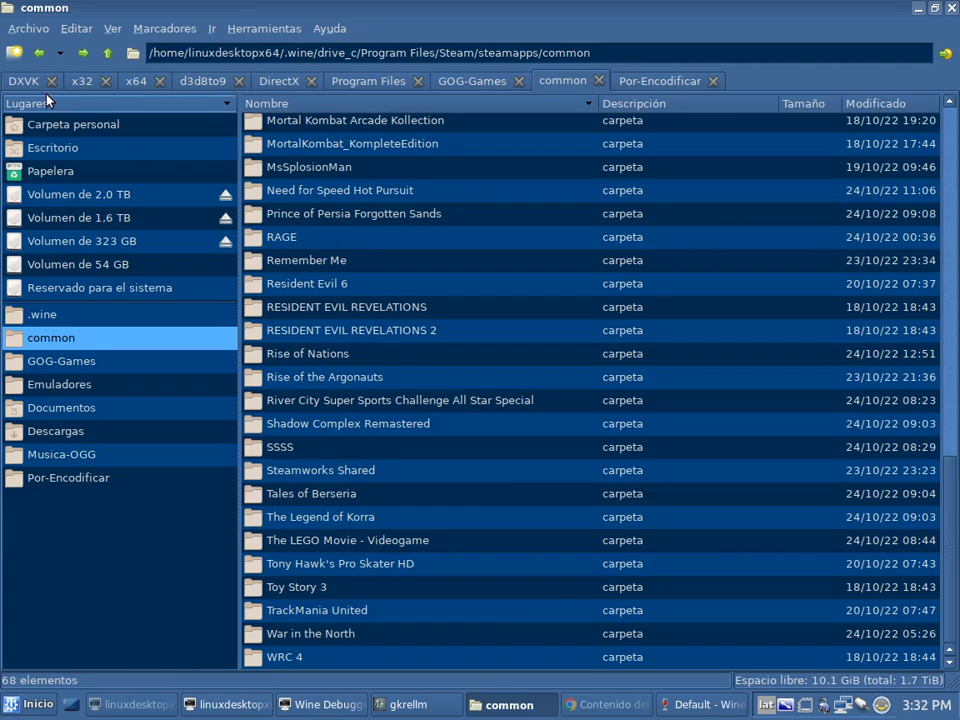 common
Archivo Editar Ver Marcadores Ir Herramientas Ayuda
/home/linuxdesktopx64/.wine/drive_c/Program Files/Steam/steamapps/common
DXVK x32 x64 d3d8to9 DirectX Program Files GOG-Games common Por-Encodificar
Lugares
Carpeta personal
Escritorio
Papelera
Volumen de 2,0 TB
Volumen de 1,6 TB
Volumen de 323 GB
Volumen de 54 GB
Reservado para el sistema
.wine
common
GOG-Games
Emuladores
Documentos
Descargas
Musica-OGG
Por-Encodificar
Nombre Descripción Tamaño Modificado
Mortal Kombat Arcade Kollection carpeta 18/10/22 19:20
MortalKombat_KompleteEdition carpeta 18/10/22 17:44
MsSplosionMan carpeta 19/10/22 09:46
Need for Speed Hot Pursuit carpeta 24/10/22 11:06
Prince of Persia Forgotten Sands carpeta 24/10/22 09:08
RAGE carpeta 24/10/22 00:36
Remember Me carpeta 23/10/22 23:34
Resident Evil 6 carpeta 20/10/22 07:37
RESIDENT EVIL REVELATIONS carpeta 18/10/22 18:43
RESIDENT EVIL REVELATIONS 2 carpeta 18/10/22 18:43
Rise of Nations carpeta 24/10/22 12:51
Rise of the Argonauts carpeta 23/10/22 21:36
River City Super Sports Challenge All Star Special carpeta 24/10/22 08:23
Shadow Complex Remastered carpeta 24/10/22 09:03
SSSS carpeta 24/10/22 08:29
Steamworks Shared carpeta 23/10/22 23:23
Tales of Berseria carpeta 24/10/22 09:04
The Legend of Korra carpeta 24/10/22 09:03
The LEGO Movie - Videogame carpeta 24/10/22 08:44
Tony Hawk's Pro Skater HD carpeta 20/10/22 07:43
Toy Story 3 carpeta 18/10/22 18:43
TrackMania United carpeta 20/10/22 07:47
War in the North carpeta 24/10/22 05:26
WRC 4 carpeta 18/10/22 18:44
68 elementos Espacio libre: 10.1 GiB (total: 1.7 TiB)
Inicio linuxdesktop linuxdesktop Wine Debugg gkrellm common Contenido de Default - Wine lat 3:32 PM